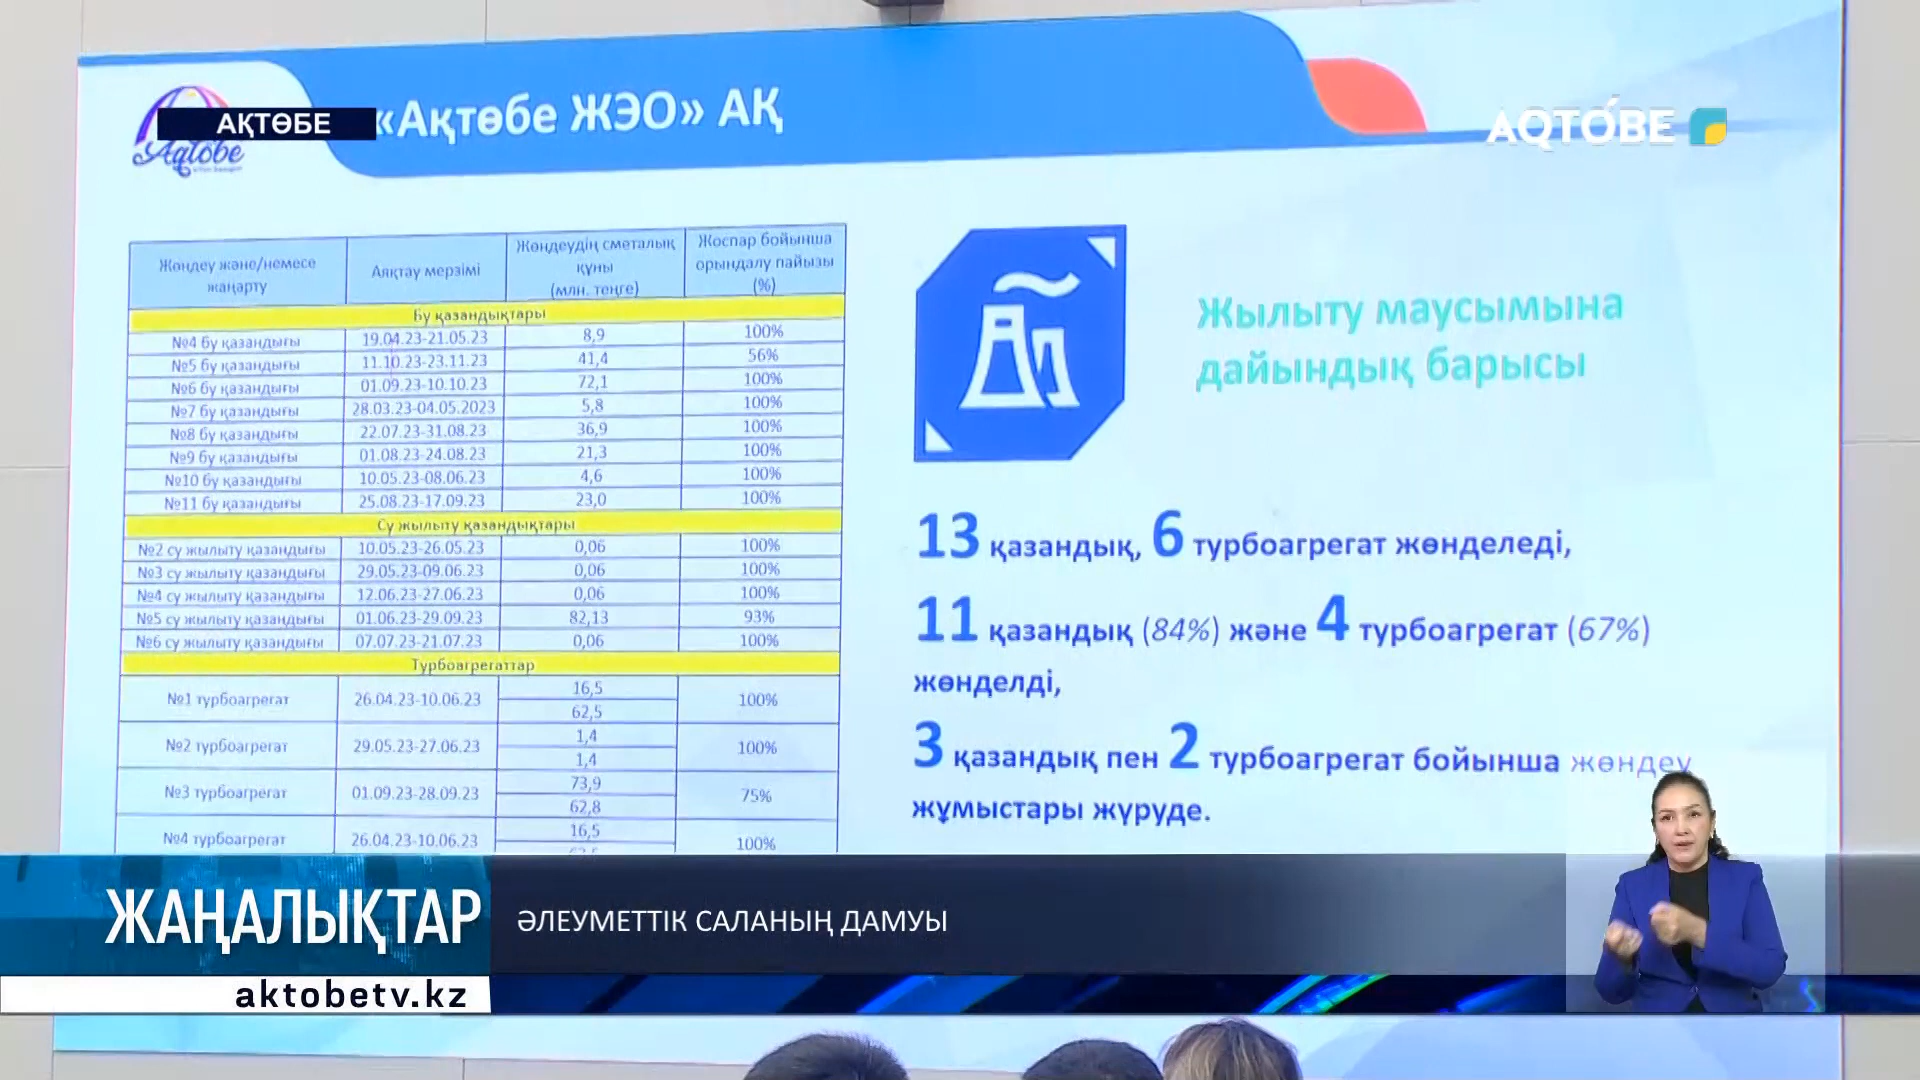 «Ақтөбе ЖЭО» АҚ
АҚТӨБЕ
Aqtobe
AQTÓBE
Жөндеу және/немесе жаңарту | Аяқтау мерзімі | Жөндеудің сметалық құны (млн. теңге) | Жоспар бойынша орындалу пайызы (%)
Бу қазандықтары
№4 бу қазандығы 19.04.23-21.05.23 8,9 100%
№5 бу қазандығы 11.10.23-23.11.23 41,4 56%
№6 бу қазандығы 01.09.23-10.10.23 72,1 100%
№7 бу қазандығы 28.03.23-04.05.2023 5,8 100%
№8 бу қазандығы 22.07.23-31.08.23 36,9 100%
№9 бу қазандығы 01.08.23-24.08.23 21,3 100%
№10 бу қазандығы 10.05.23-08.06.23 4,6 100%
№11 бу қазандығы 25.08.23-17.09.23 23,0 100%
Су жылыту қазандықтары
№2 су жылыту қазандығы 10.05.23-26.05.23 0,06 100%
№3 су жылыту қазандығы 29.05.23-09.06.23 0,06 100%
№4 су жылыту қазандығы 12.06.23-27.06.23 0,06 100%
№5 су жылыту қазандығы 01.06.23-29.09.23 82,13 93%
№6 су жылыту қазандығы 07.07.23-21.07.23 0,06 100%
Турбоагрегаттар
№1 турбоагрегат 26.04.23-10.06.23 16,5 62,5 100%
№2 турбоагрегат 29.05.23-27.06.23 1,4 1,4 100%
№3 турбоагрегат 01.09.23-28.09.23 73,9 62,8 75%
№4 турбоагрегат 26.04.23-10.06.23 16,5 100%
Жылыту маусымына
дайындық барысы
13 қазандық, 6 турбоагрегат жөнделеді,
11 қазандық (84%) және 4 турбоагрегат (67%)
жөнделді,
3 қазандық пен 2 турбоагрегат бойынша жөндеу
жұмыстары жүруде.
ЖАҢАЛЫҚТАР
ӘЛЕУМЕТТІК САЛАНЫҢ ДАМУЫ
aktobetv.kz